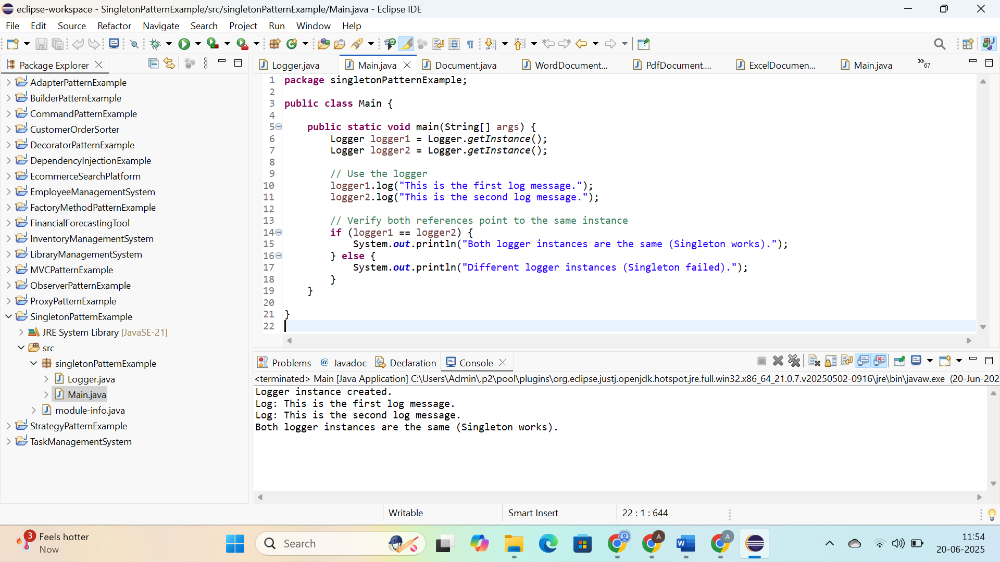 eclipse-workspace - SingletonPatternExample/src/singletonPatternExample/Main.java - Eclipse IDE
File Edit Source Refactor Navigate Search Project Run Window Help
Package Explorer
AdapterPatternExample
BuilderPatternExample
CommandPatternExample
CustomerOrderSorter
DecoratorPatternExample
DependencyInjectionExample
EcommerceSearchPlatform
EmployeeManagementSystem
FactoryMethodPatternExample
FinancialForecastingTool
InventoryManagementSystem
LibraryManagementSystem
MVCPatternExample
ObserverPatternExample
ProxyPatternExample
SingletonPatternExample
JRE System Library [JavaSE-21]
src
singletonPatternExample
Logger.java
Main.java
module-info.java
StrategyPatternExample
TaskManagementSystem
Logger.java Main.java Document.java WordDocument... PdfDocument.... ExcelDocumen... Main.java »67
1 package singletonPatternExample;
2
3 public class Main {
4
5 public static void main(String[] args) {
6 Logger logger1 = Logger.getInstance();
7 Logger logger2 = Logger.getInstance();
8
9 // Use the logger
10 logger1.log("This is the first log message.");
11 logger2.log("This is the second log message.");
12
13 // Verify both references point to the same instance
14 if (logger1 == logger2) {
15 System.out.println("Both logger instances are the same (Singleton works).");
16 } else {
17 System.out.println("Different logger instances (Singleton failed).");
18 }
19 }
20
21 }
22
Problems @ Javadoc Declaration Console
<terminated> Main [Java Application] C:\Users\Admin\.p2\pool\plugins\org.eclipse.justj.openjdk.hotspot.jre.full.win32.x86_64_21.0.7.v20250502-0916\jre\bin\javaw.exe (20-Jun-202
Logger instance created.
Log: This is the first log message.
Log: This is the second log message.
Both logger instances are the same (Singleton works).
Writable Smart Insert 22 : 1 : 644
3 Feels hotter
Now
Search
A
A
W
11:54
20-06-2025